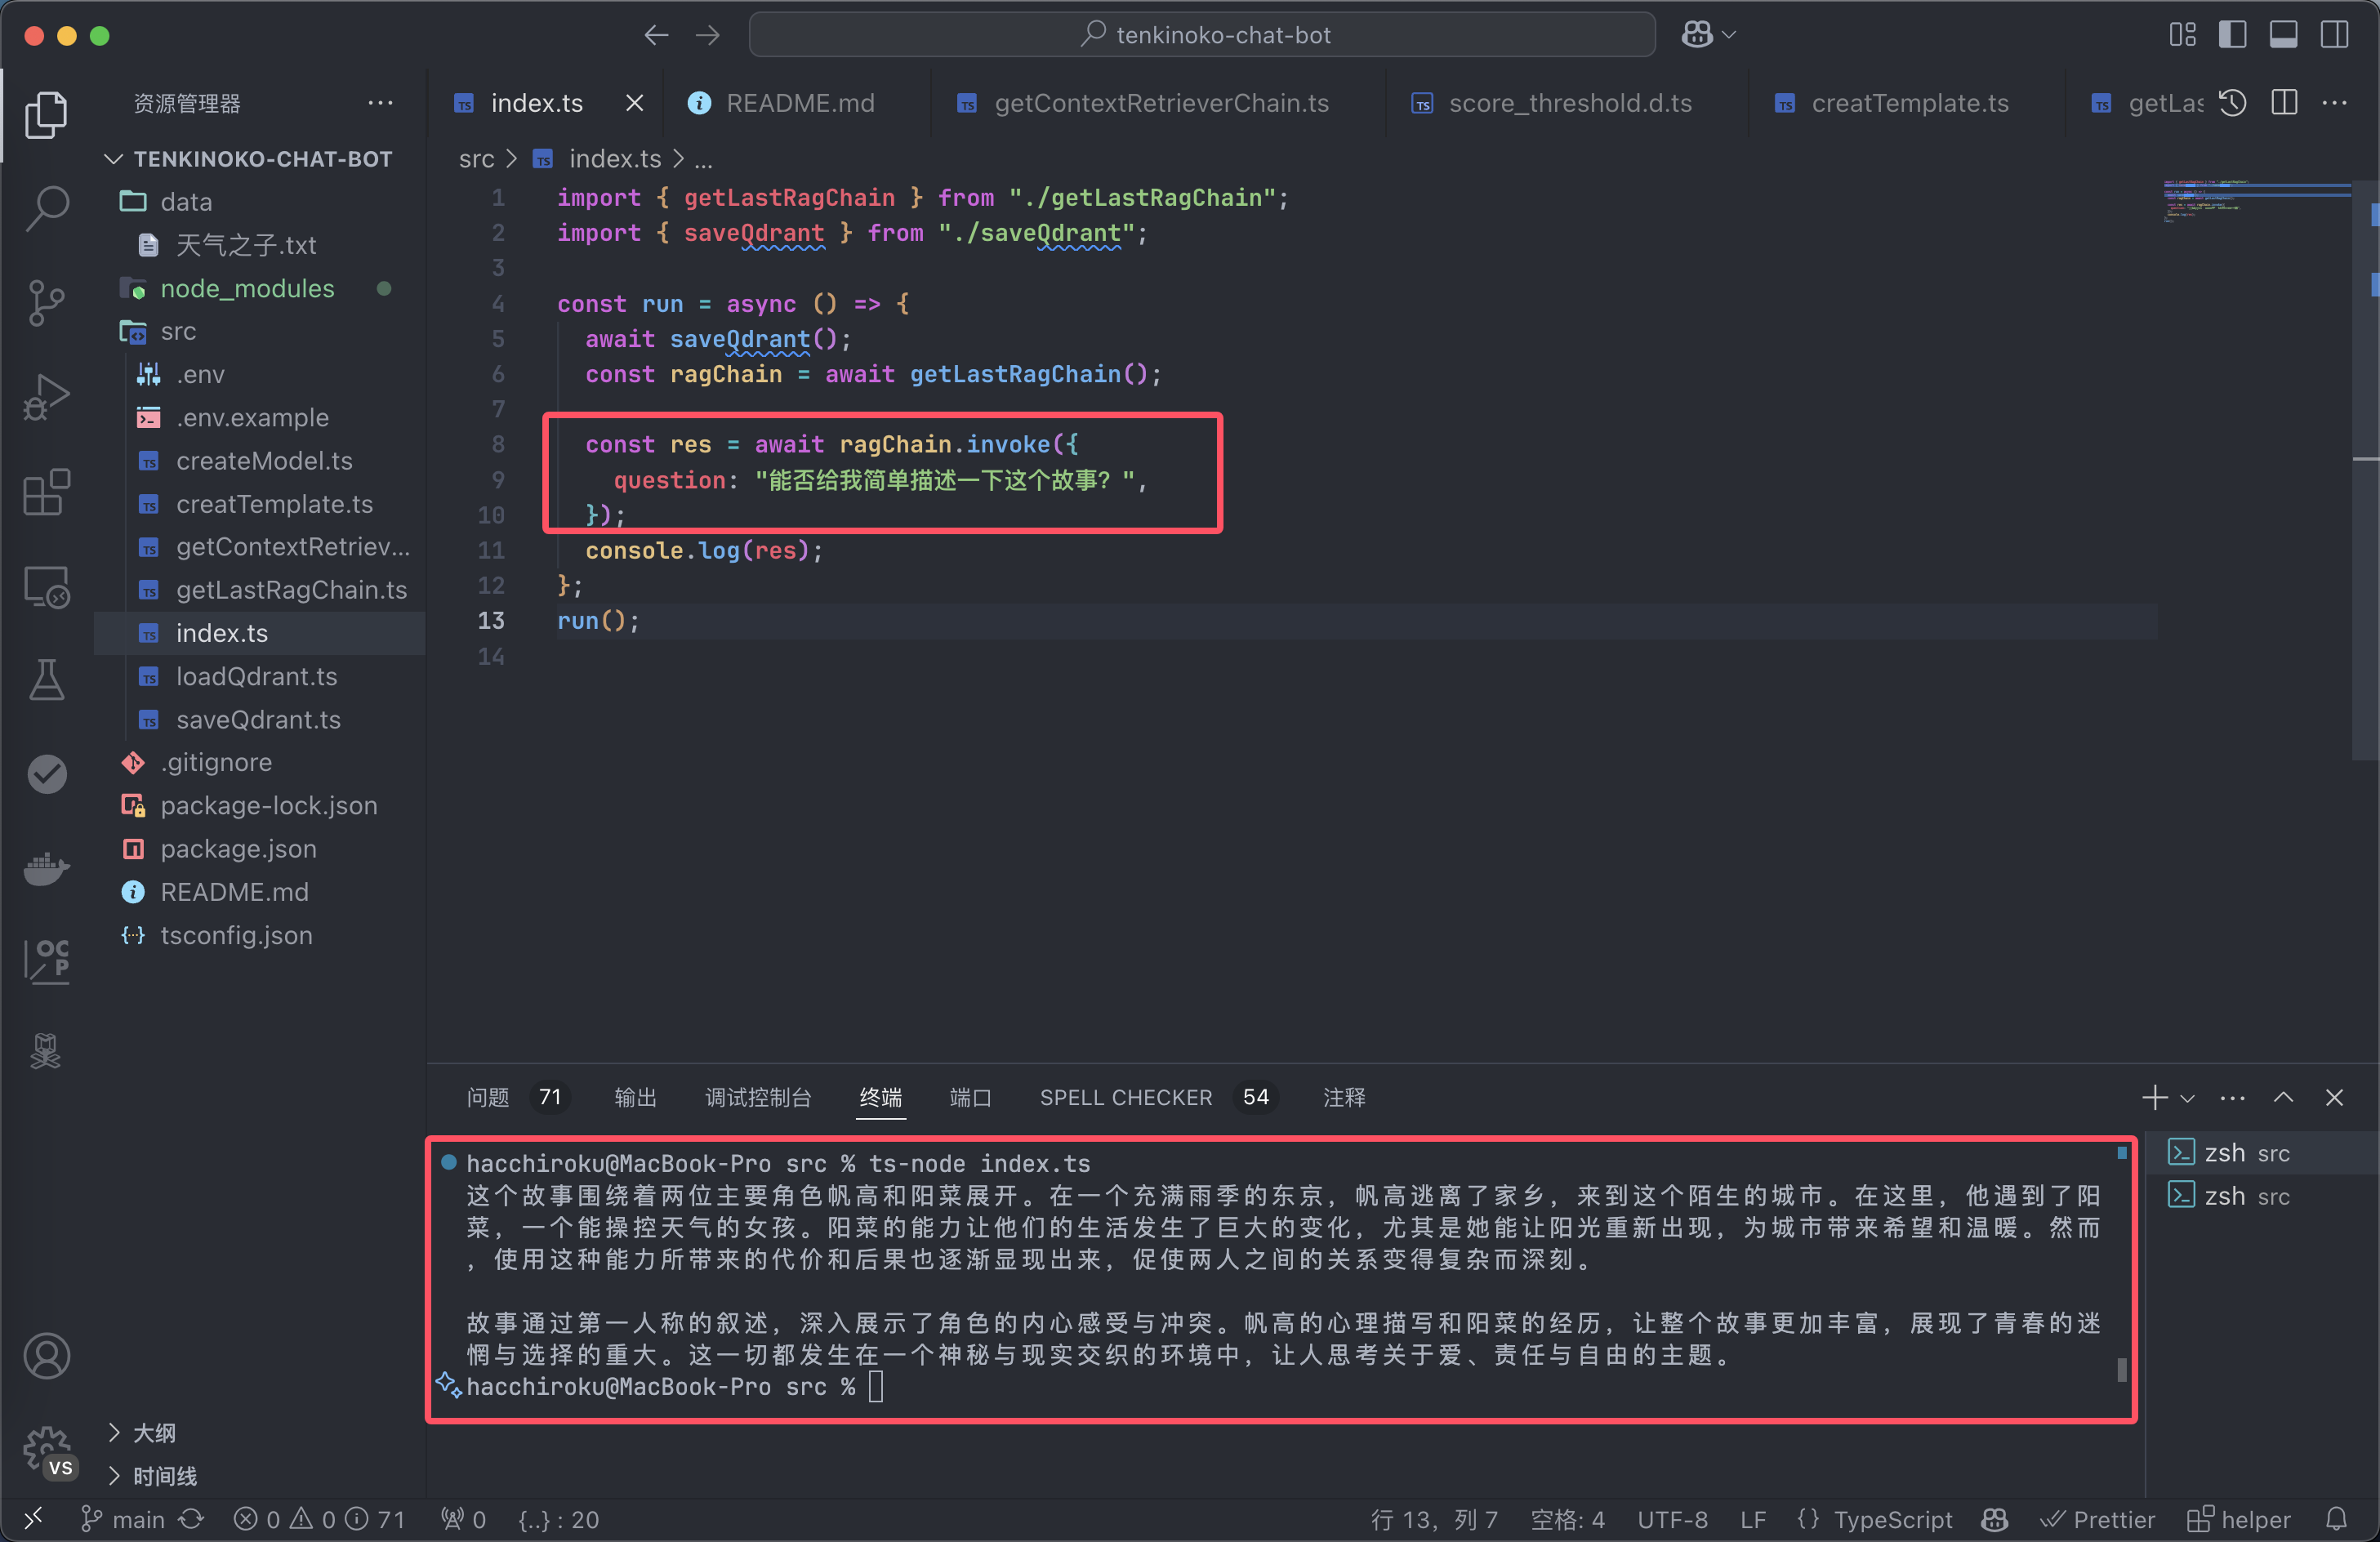 tenkinoko-chat-bot
资源管理器
TENKINOKO-CHAT-BOT
data
天气之子.txt
node_modules
src
.env
.env.example
createModel.ts
creatTemplate.ts
getContextRetriev...
getLastRagChain.ts
index.ts
loadQdrant.ts
saveQdrant.ts
.gitignore
package-lock.json
package.json
README.md
tsconfig.json
大纲
时间线
index.ts
README.md
getContextRetrieverChain.ts
score_threshold.d.ts
creatTemplate.ts
getLas
src > index.ts > ...
1 import { getLastRagChain } from "./getLastRagChain";
2 import { saveQdrant } from "./saveQdrant";
3
4 const run = async () => {
5 await saveQdrant();
6 const ragChain = await getLastRagChain();
7
8 const res = await ragChain.invoke({
9 question: "能否给我简单描述一下这个故事？",
10 });
11 console.log(res);
12 };
13 run();
14
问题 71 输出 调试控制台 终端 端口 SPELL CHECKER 54 注释
hacchiroku@MacBook-Pro src % ts-node index.ts
这个故事围绕着两位主要角色帆高和阳菜展开。在一个充满雨季的东京，帆高逃离了家乡，来到这个陌生的城市。在这里，他遇到了阳
菜，一个能操控天气的女孩。阳菜的能力让他们的生活发生了巨大的变化，尤其是她能让阳光重新出现，为城市带来希望和温暖。然而
，使用这种能力所带来的代价和后果也逐渐显现出来，促使两人之间的关系变得复杂而深刻。
故事通过第一人称的叙述，深入展示了角色的内心感受与冲突。帆高的心理描写和阳菜的经历，让整个故事更加丰富，展现了青春的迷
惘与选择的重大。这一切都发生在一个神秘与现实交织的环境中，让人思考关于爱、责任与自由的主题。
hacchiroku@MacBook-Pro src %
zsh src
zsh src
VS
main 0 0 71 0 {..} : 20
行 13，列 7 空格: 4 UTF-8 LF {} TypeScript Prettier helper